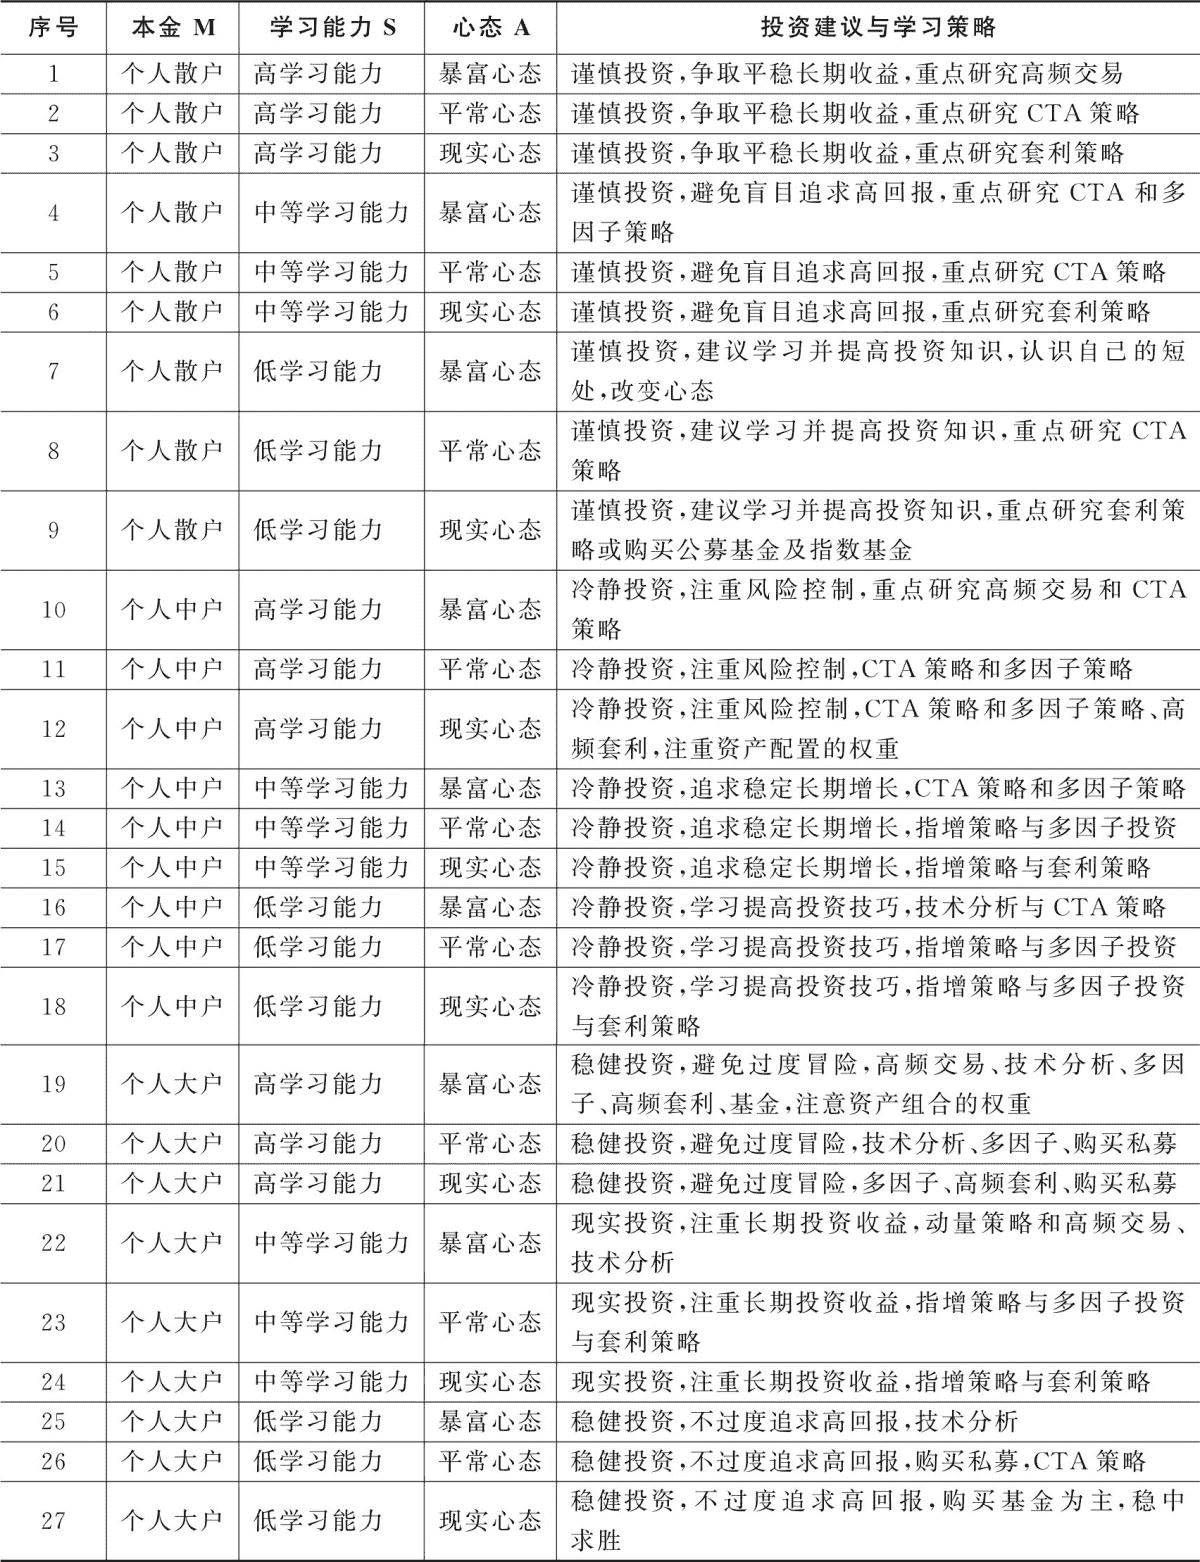 序号 本金 M 学习能力 S 心态 A 投资建议与学习策略
1 个人散户 高学习能力 暴富心态 谨慎投资,争取平稳长期收益,重点研究高频交易
2 个人散户 高学习能力 平常心态 谨慎投资,争取平稳长期收益,重点研究 CTA 策略
3 个人散户 高学习能力 现实心态 谨慎投资,争取平稳长期收益,重点研究套利策略
4 个人散户 中等学习能力 暴富心态 谨慎投资,避免盲目追求高回报,重点研究 CTA 和多
因子策略
5 个人散户 中等学习能力 平常心态 谨慎投资,避免盲目追求高回报,重点研究 CTA 策略
6 个人散户 中等学习能力 现实心态 谨慎投资,避免盲目追求高回报,重点研究套利策略
7 个人散户 低学习能力 暴富心态 谨慎投资,建议学习并提高投资知识,认识自己的短
处,改变心态
8 个人散户 低学习能力 平常心态 谨慎投资,建议学习并提高投资知识,重点研究 CTA
策略
9 个人散户 低学习能力 现实心态 谨慎投资,建议学习并提高投资知识,重点研究套利策
略或购买公募基金及指数基金
10 个人中户 高学习能力 暴富心态 冷静投资,注重风险控制,重点研究高频交易和 CTA
策略
11 个人中户 高学习能力 平常心态 冷静投资,注重风险控制,CTA 策略和多因子策略
12 个人中户 高学习能力 现实心态 冷静投资,注重风险控制,CTA 策略和多因子策略、高
频套利,注重资产配置的权重
13 个人中户 中等学习能力 暴富心态 冷静投资,追求稳定长期增长,CTA 策略和多因子策略
14 个人中户 中等学习能力 平常心态 冷静投资,追求稳定长期增长,指增策略与多因子投资
15 个人中户 中等学习能力 现实心态 冷静投资,追求稳定长期增长,指增策略与套利策略
16 个人中户 低学习能力 暴富心态 冷静投资,学习提高投资技巧,技术分析与 CTA 策略
17 个人中户 低学习能力 平常心态 冷静投资,学习提高投资技巧,指增策略与多因子投资
18 个人中户 低学习能力 现实心态 冷静投资,学习提高投资技巧,指增策略与多因子投资
与套利策略
19 个人大户 高学习能力 暴富心态 稳健投资,避免过度冒险,高频交易、技术分析、多因
子、高频套利、基金,注意资产组合的权重
20 个人大户 高学习能力 平常心态 稳健投资,避免过度冒险,技术分析、多因子、购买私募
21 个人大户 高学习能力 现实心态 稳健投资,避免过度冒险,多因子、高频套利、购买私募
22 个人大户 中等学习能力 暴富心态 现实投资,注重长期投资收益,动量策略和高频交易、
技术分析
23 个人大户 中等学习能力 平常心态 现实投资,注重长期投资收益,指增策略与多因子投资
与套利策略
24 个人大户 中等学习能力 现实心态 现实投资,注重长期投资收益,指增策略与套利策略
25 个人大户 低学习能力 暴富心态 稳健投资,不过度追求高回报,技术分析
26 个人大户 低学习能力 平常心态 稳健投资,不过度追求高回报,购买私募,CTA 策略
27 个人大户 低学习能力 现实心态 稳健投资,不过度追求高回报,购买基金为主,稳中
求胜